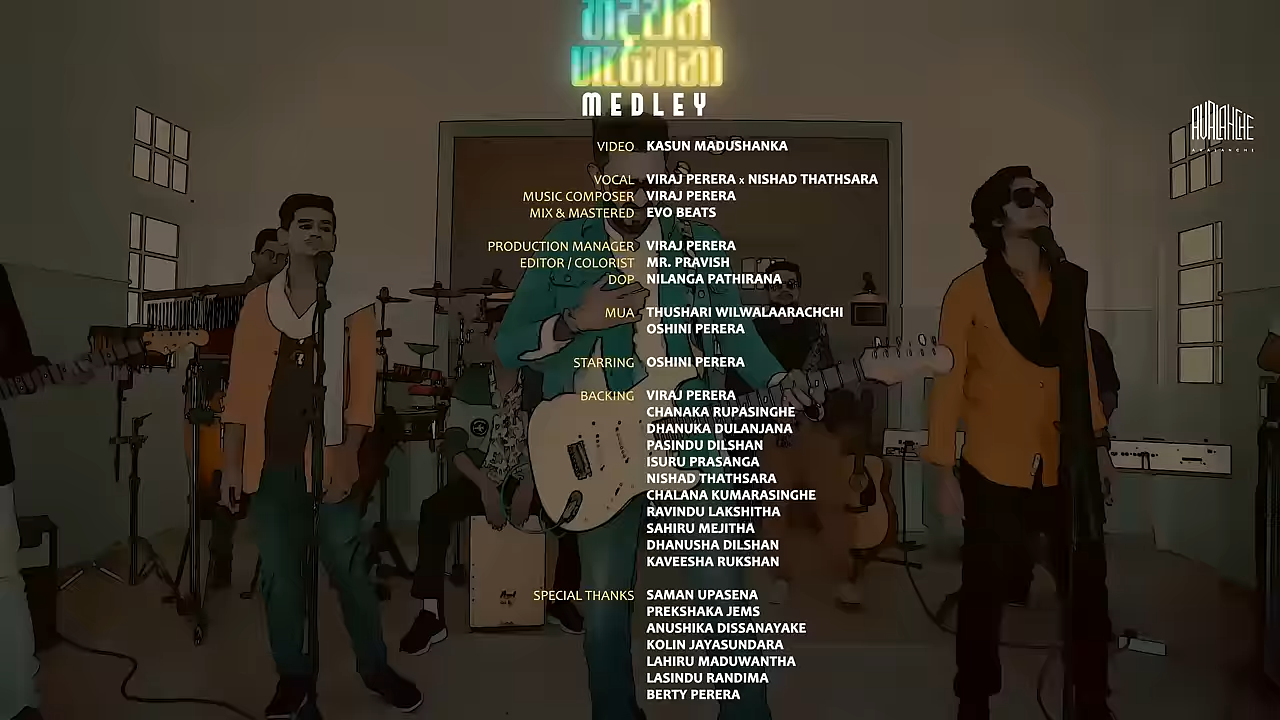 හදවත
ගැහෙනා
MEDLEY
VIDEO KASUN MADUSHANKA
VOCAL VIRAJ PERERA x NISHAD THATHSARA
MUSIC COMPOSER VIRAJ PERERA
MIX & MASTERED EVO BEATS
PRODUCTION MANAGER VIRAJ PERERA
EDITOR / COLORIST MR. PRAVISH
DOP NILANGA PATHIRANA
MUA THUSHARI WILWALAARACHCHI
OSHINI PERERA
STARRING OSHINI PERERA
BACKING VIRAJ PERERA
CHANAKA RUPASINGHE
DHANUKA DULANJANA
PASINDU DILSHAN
ISURU PRASANGA
NISHAD THATHSARA
CHALANA KUMARASINGHE
RAVINDU LAKSHITHA
SAHIRU MEJITHA
DHANUSHA DILSHAN
KAVEESHA RUKSHAN
SPECIAL THANKS SAMAN UPASENA
PREKSHAKA JEMS
ANUSHIKA DISSANAYAKE
KOLIN JAYASUNDARA
LAHIRU MADUWANTHA
LASINDU RANDIMA
BERTY PERERA
AVALANCHE
AVALANCHE